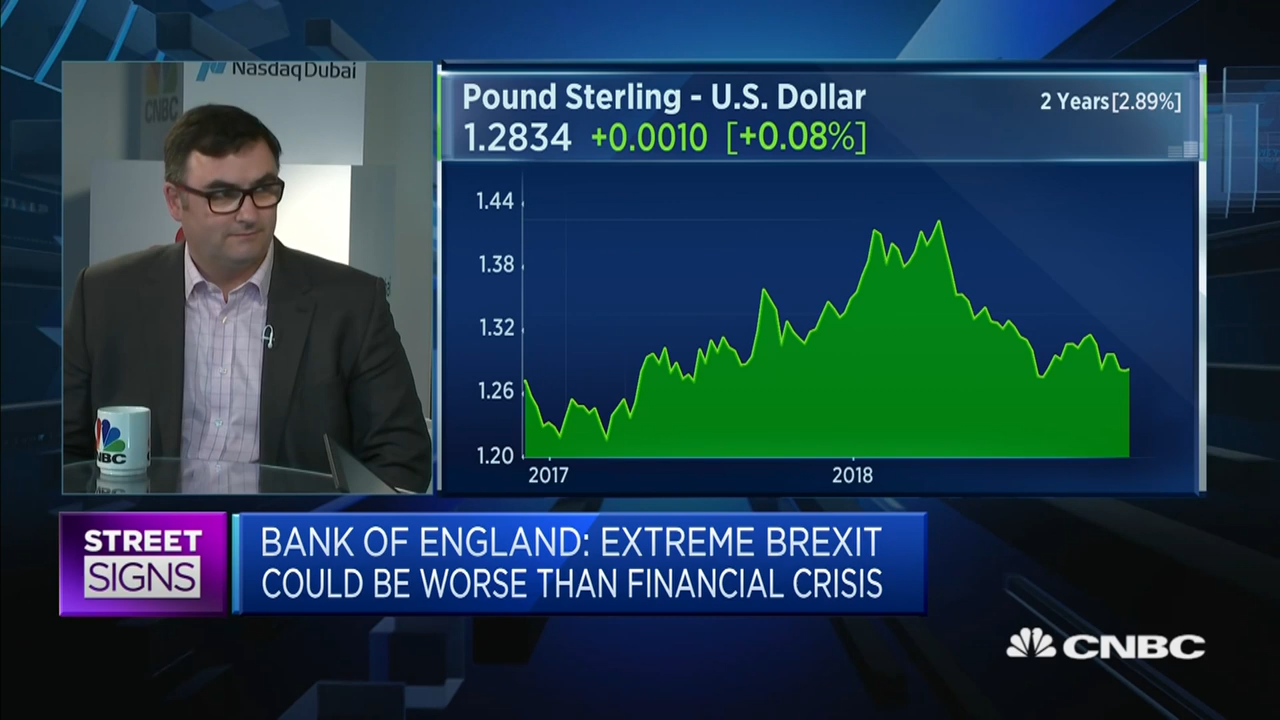 Nasdaq Dubai
CNBC
Pound Sterling - U.S. Dollar
2 Years[2.89%]
1.2834 +0.0010 [+0.08%]
1.44
1.38
1.32
1.26
1.20
2017
2018
NBC
STREET
SIGNS
BANK OF ENGLAND: EXTREME BREXIT
COULD BE WORSE THAN FINANCIAL CRISIS
CNBC